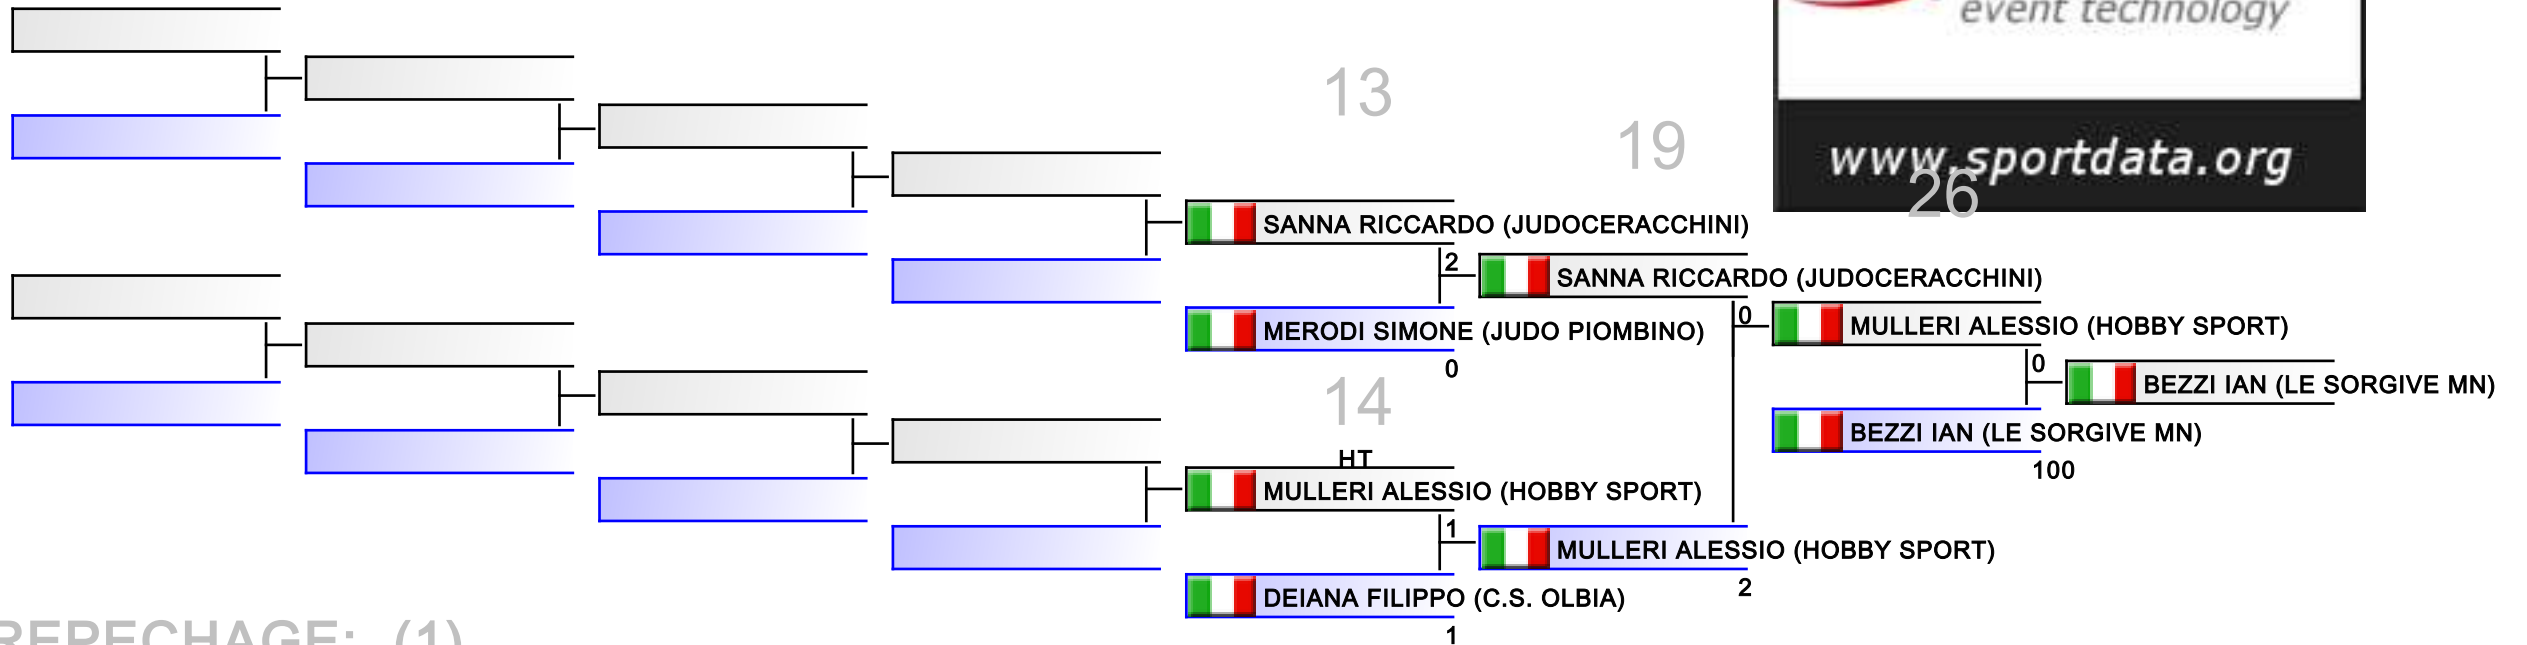 event technology
13
19
www.sportdata.org
26
SANNA RICCARDO (JUDOCERACCHINI)
2
SANNA RICCARDO (JUDOCERACCHINI)
MERODI SIMONE (JUDO PIOMBINO)
0
0
MULLERI ALESSIO (HOBBY SPORT)
0
BEZZI IAN (LE SORGIVE MN)
BEZZI IAN (LE SORGIVE MN)
100
14
HT
MULLERI ALESSIO (HOBBY SPORT)
1
MULLERI ALESSIO (HOBBY SPORT)
2
DEIANA FILIPPO (C.S. OLBIA)
1
REPECHAGE: (1)